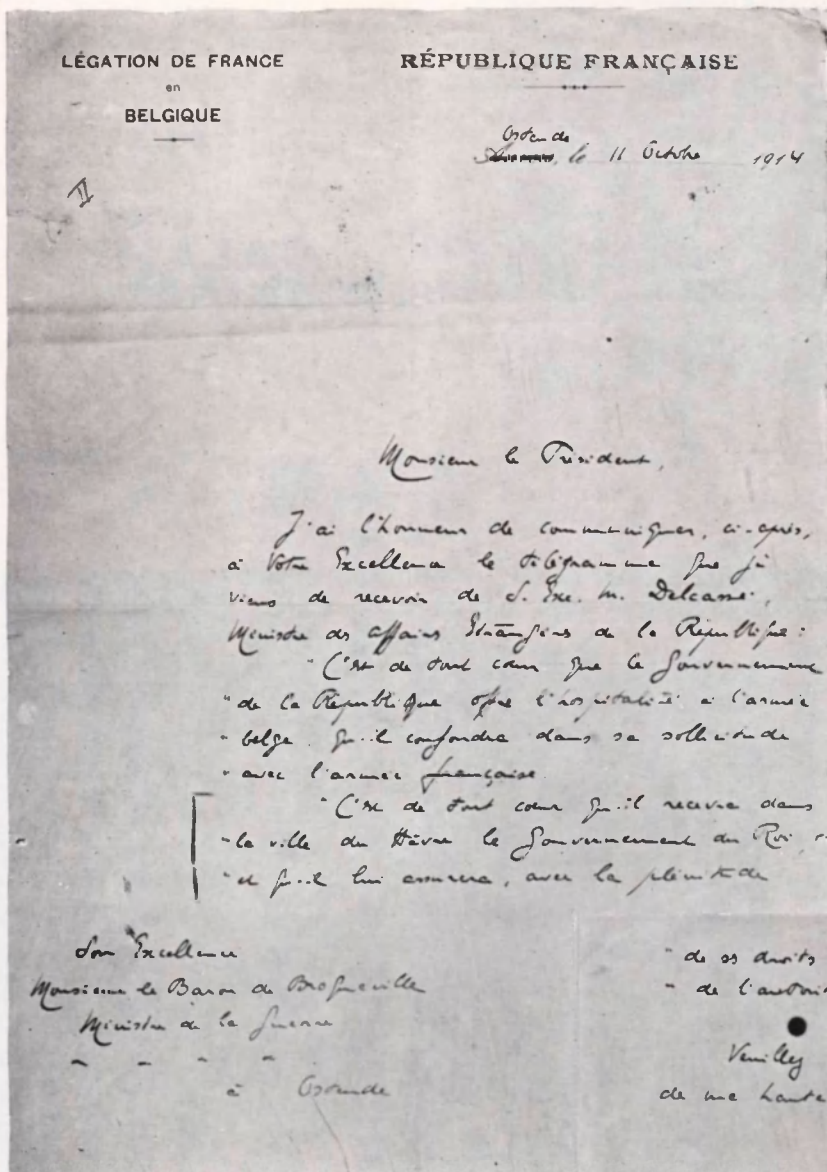 LÉGATION DE FRANCE
en
BELGIQUE
RÉPUBLIQUE FRANÇAISE
Ostende
le 11 Octobre 1914
II
Monsieur le Président,
J'ai l'honneur de communiquer, ci-après,
à Votre Excellence le télégramme que je
viens de recevoir de S. Exc. M. Delcassé,
Ministre des Affaires Etrangères de la République :
"C'est de tout cœur que le Gouvernement
"de la République offre l'hospitalité à l'armée
"belge qu'il confondra dans sa sollicitude
"avec l'armée française.
"C'est de tout cœur qu'il recevra dans
"la ville du Hâvre le Gouvernement du Roi
"et qu'il lui assurera, avec la plénitude
Son Excellence
Monsieur le Baron de Broqueville
Ministre de la Guerre
" " " "
à Ostende
"de ses droits
"de l'autori
Veuillez
de ma haute